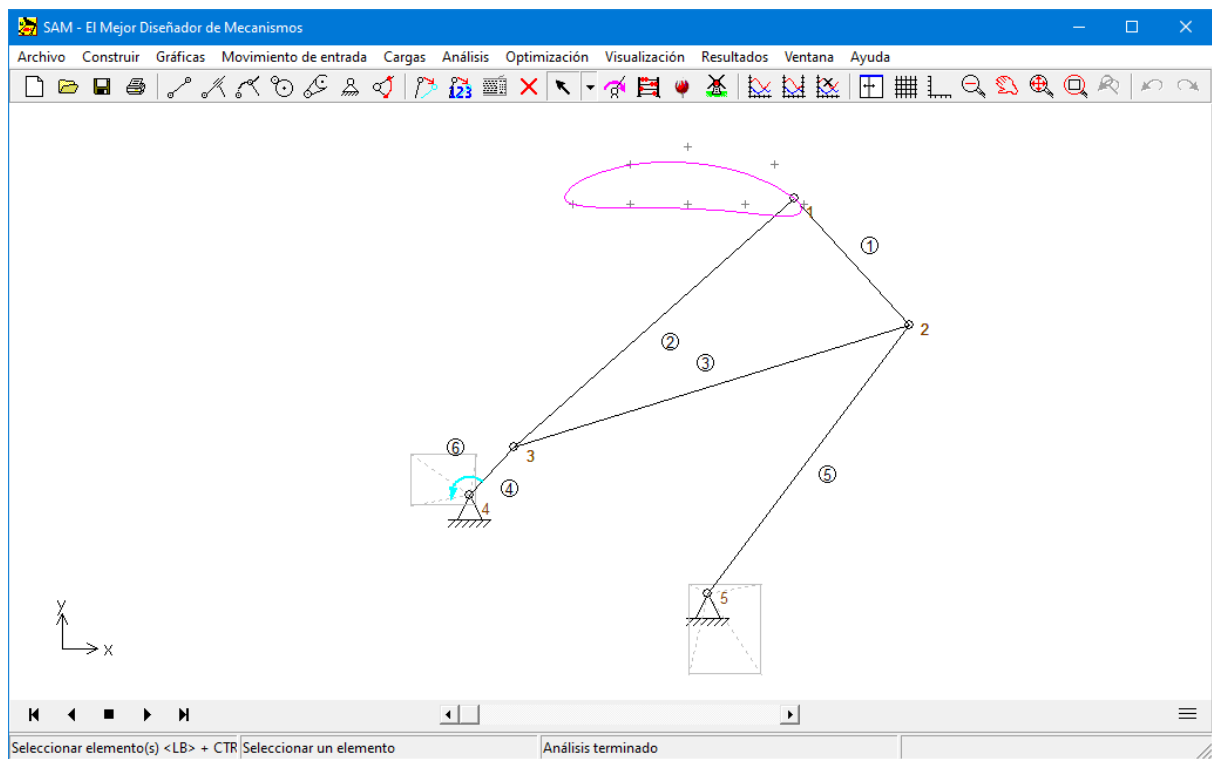 SAM - El Mejor Diseñador de Mecanismos
Archivo Construir Gráficas Movimiento de entrada Cargas Análisis Optimización Visualización Resultados Ventana Ayuda
123
1
①
2
②
③
⑥
3
④
⑤
4
5
y
x
Seleccionar elemento(s) <LB> + CTR Seleccionar un elemento Análisis terminado